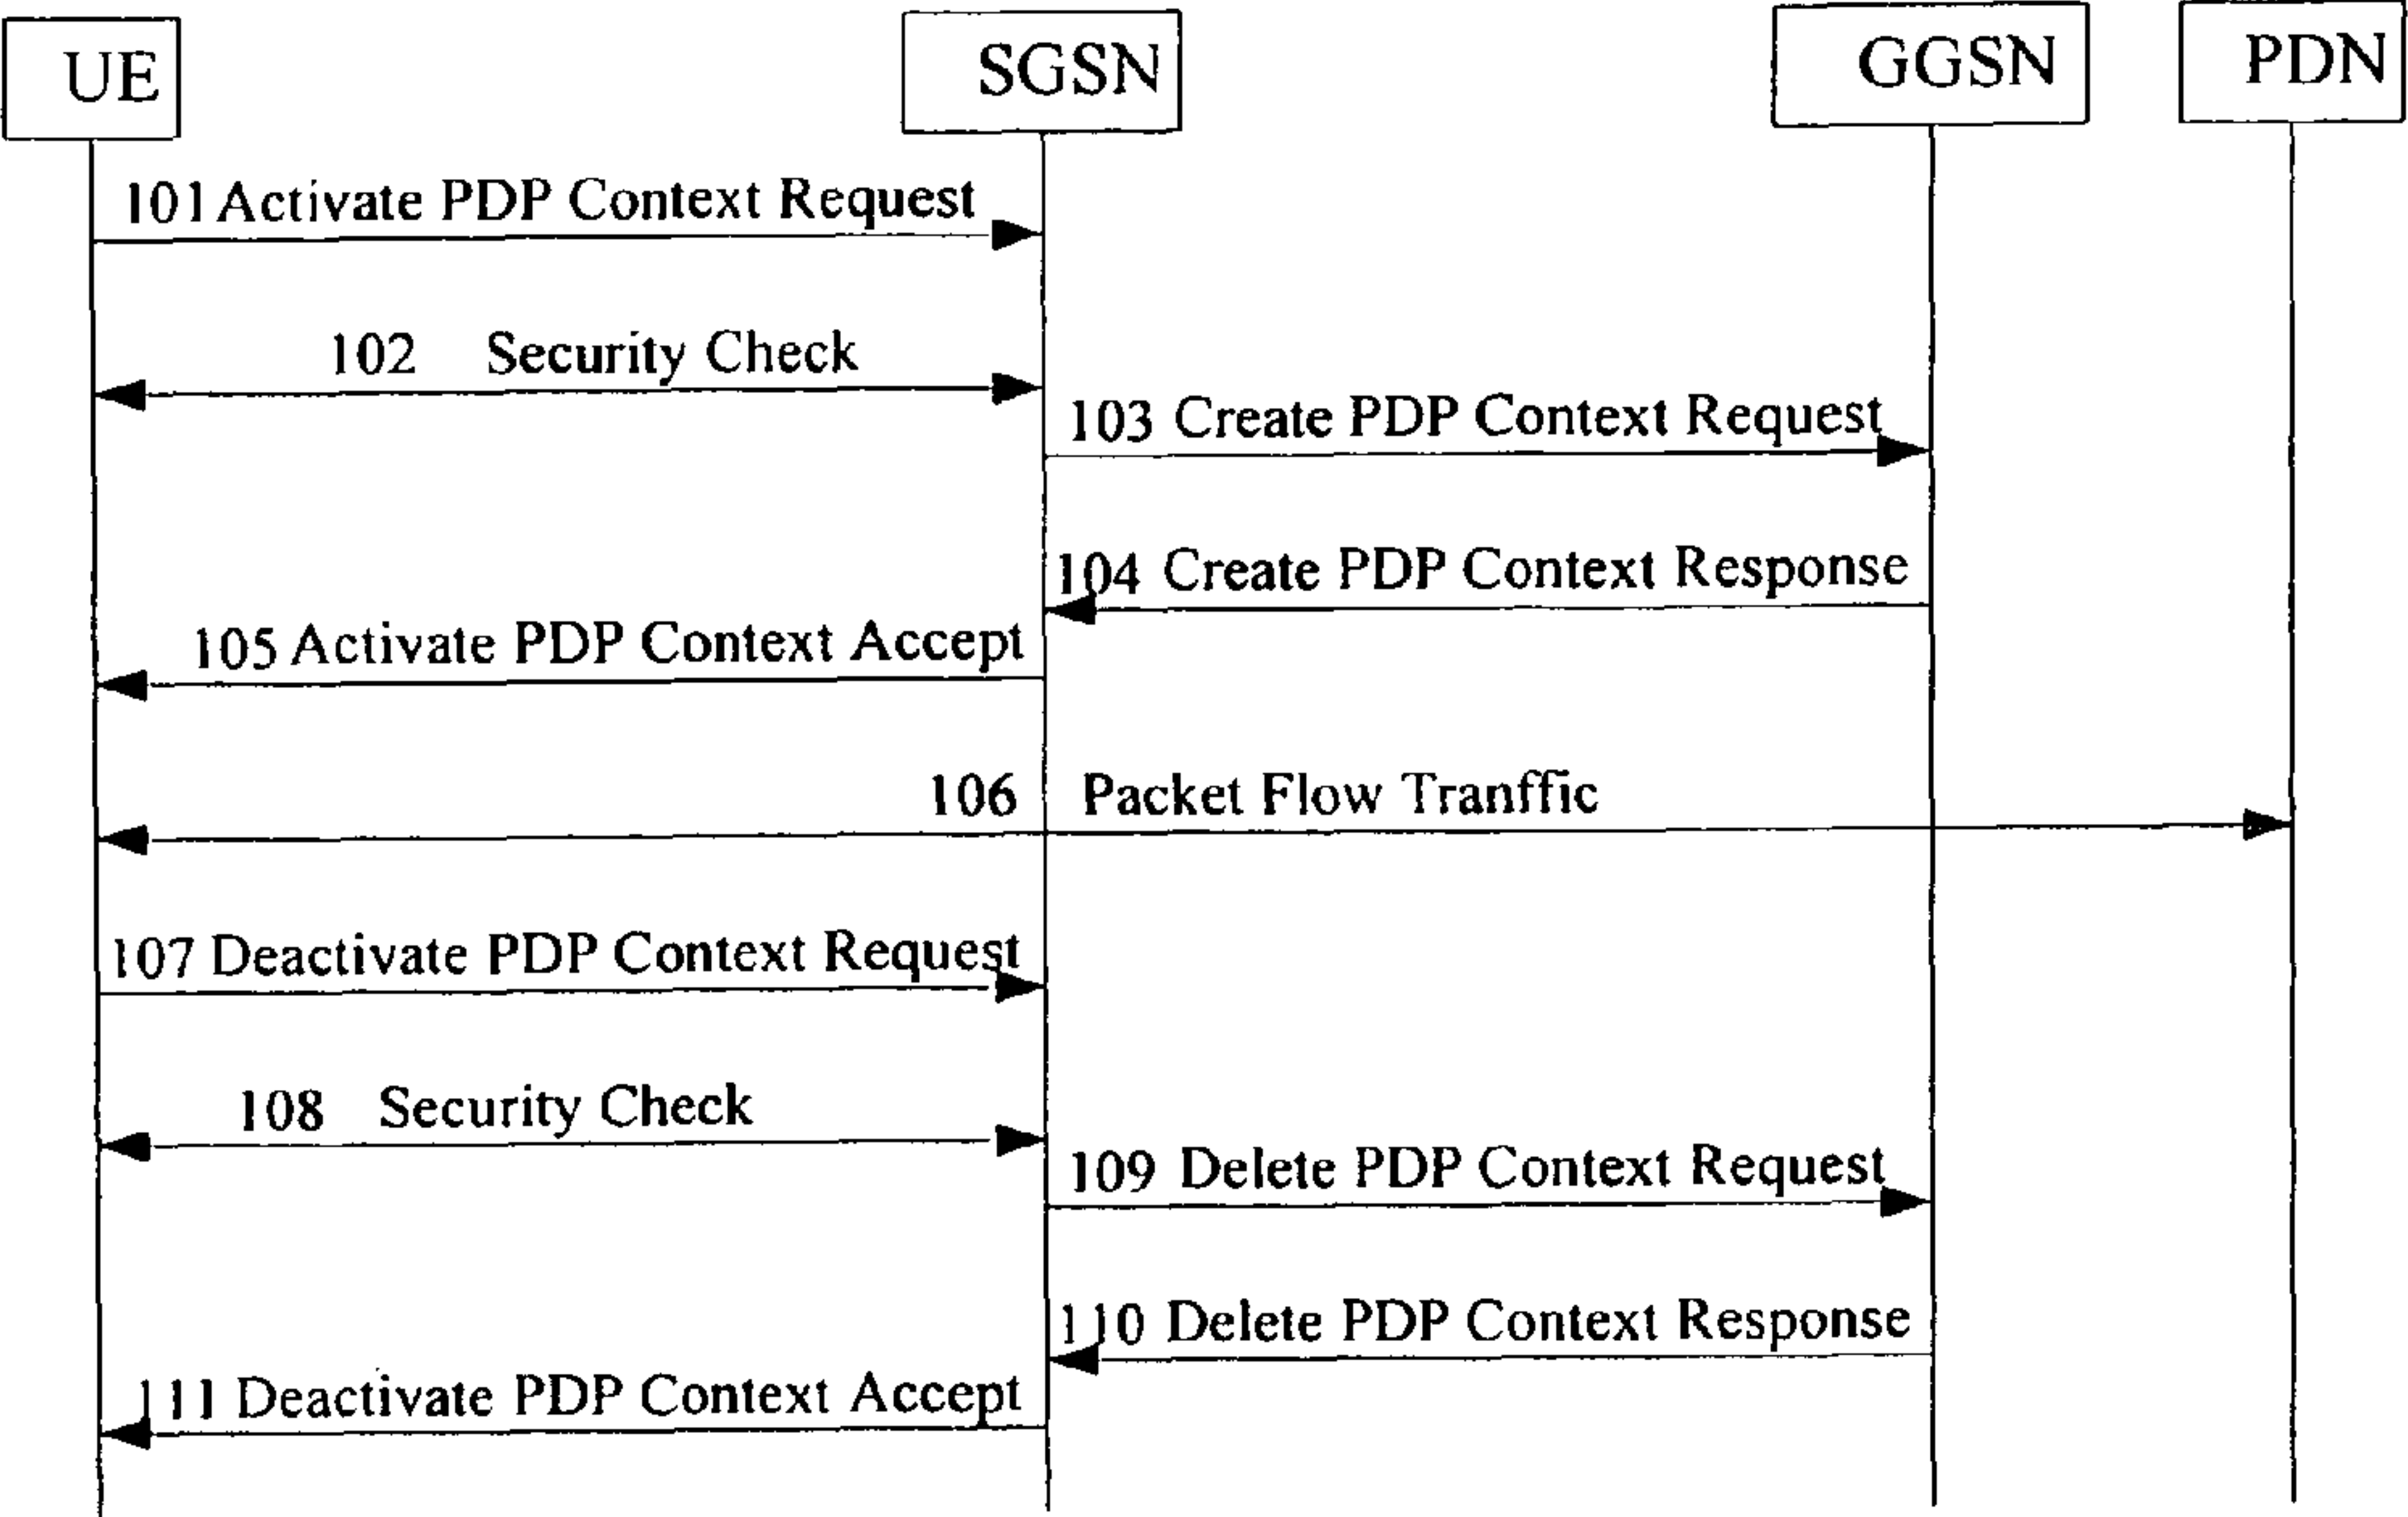 UE SGSN GGSN PDN
101 Activate PDP Context Request
102 Security Check
103 Create PDP Context Request
104 Create PDP Context Response
105 Activate PDP Context Accept
106 Packet Flow Tranffic
107 Deactivate PDP Context Request
108 Security Check
109 Delete PDP Context Request
110 Delete PDP Context Response
111 Deactivate PDP Context Accept